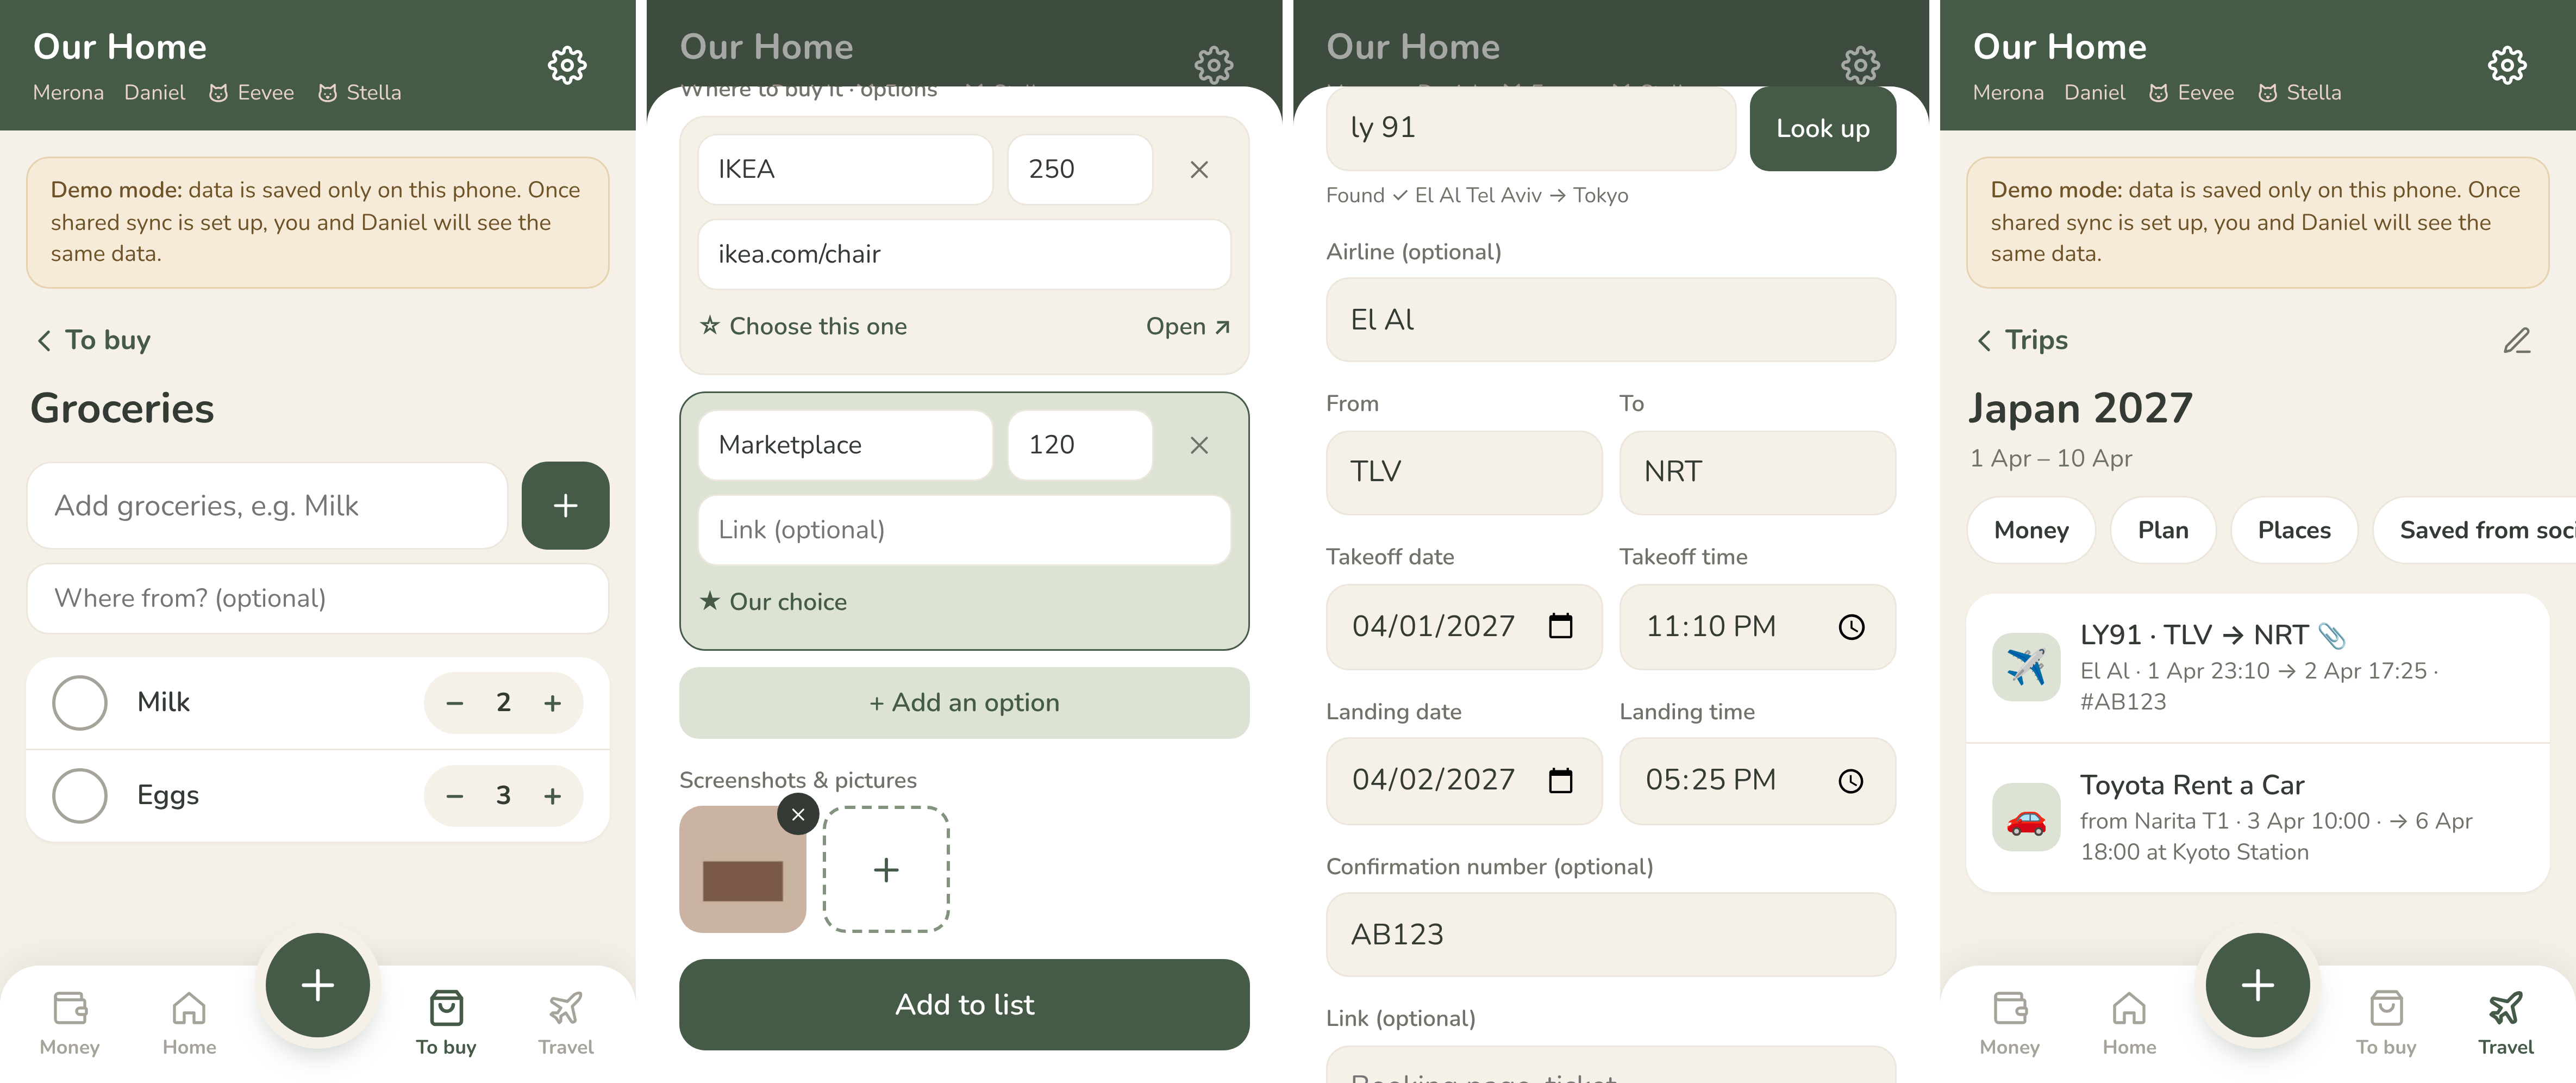 Our Home
Merona Daniel Eevee Stella
Demo mode: data is saved only on this phone. Once
shared sync is set up, you and Daniel will see the
same data.
To buy
Groceries
Add groceries, e.g. Milk
+
Where from? (optional)
Milk − 2 +
Eggs − 3 +
+
Money Home To buy Travel
Our Home
Where to buy it · options
IKEA 250 ×
ikea.com/chair
☆ Choose this one Open ↗
Marketplace 120 ×
Link (optional)
★ Our choice
+ Add an option
Screenshots & pictures
×
+
Add to list
Our Home
ly 91 Look up
Found ✓ El Al Tel Aviv → Tokyo
Airline (optional)
El Al
From To
TLV NRT
Takeoff date Takeoff time
04/01/2027 11:10 PM
Landing date Landing time
04/02/2027 05:25 PM
Confirmation number (optional)
AB123
Link (optional)
Our Home
Merona Daniel Eevee Stella
Demo mode: data is saved only on this phone. Once
shared sync is set up, you and Daniel will see the
same data.
Trips
Japan 2027
1 Apr – 10 Apr
Money Plan Places Saved from soci
LY91 · TLV → NRT 📎
El Al · 1 Apr 23:10 → 2 Apr 17:25 ·
#AB123
Toyota Rent a Car
from Narita T1 · 3 Apr 10:00 · → 6 Apr
18:00 at Kyoto Station
+
Money Home To buy Travel